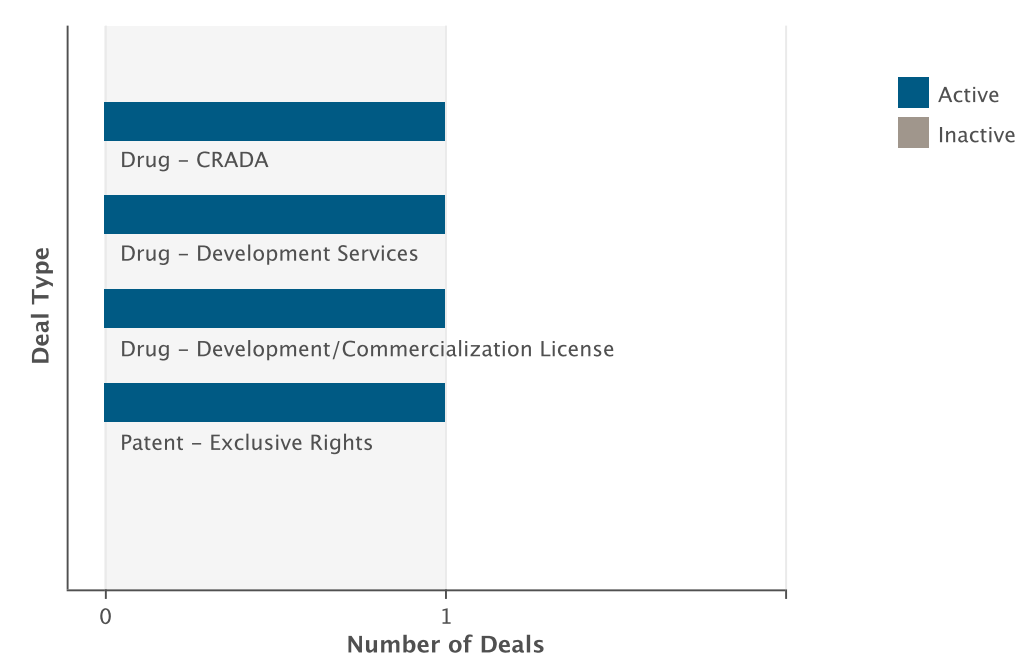 Active
Inactive
Drug – CRADA
Drug – Development Services
Drug – Development/Commercialization License
Patent – Exclusive Rights
Deal Type
0 1
Number of Deals